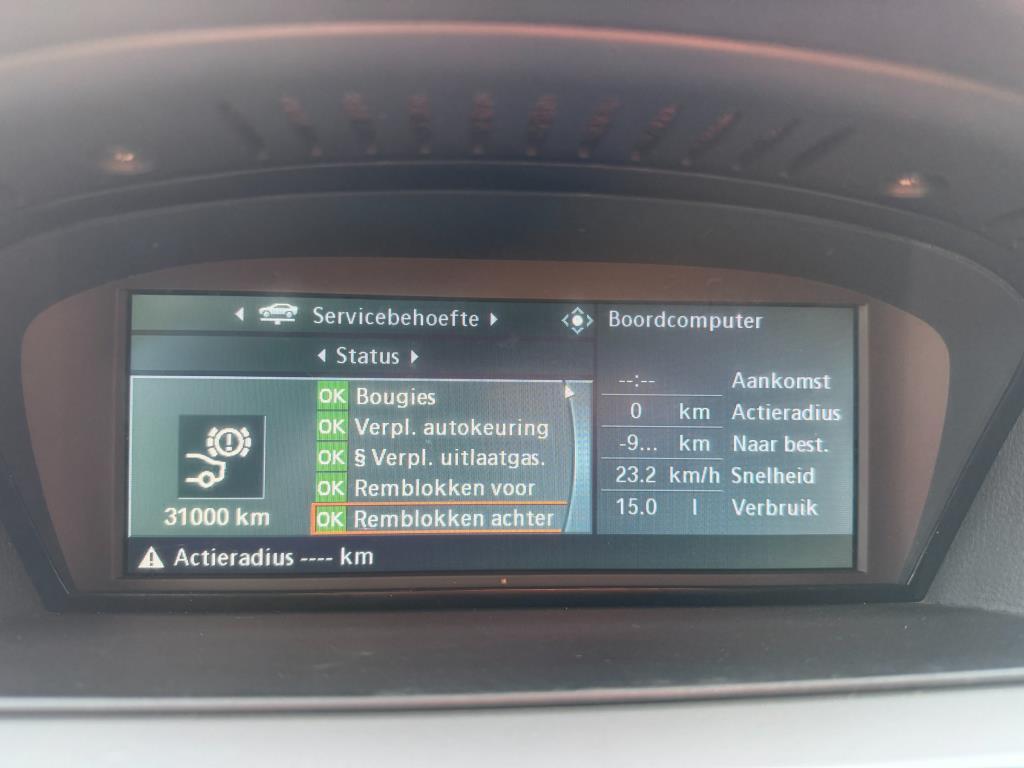 Servicebehoefte
Status
OK Bougies
OK Verpl. autokeuring
OK § Verpl. uitlaatgas.
OK Remblokken voor
OK Remblokken achter
31000 km
Actieradius ---- km
Boordcomputer
--:-- Aankomst
0 km Actieradius
-9... km Naar best.
23.2 km/h Snelheid
15.0 l Verbruik